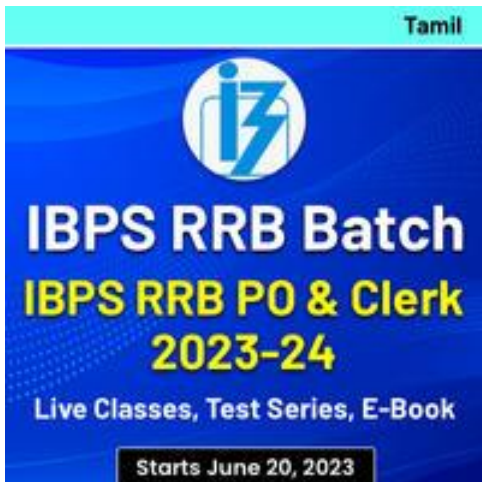 Tamil
IBPS RRB Batch
IBPS RRB PO & Clerk
2023-24
Live Classes, Test Series, E-Book
Starts June 20, 2023